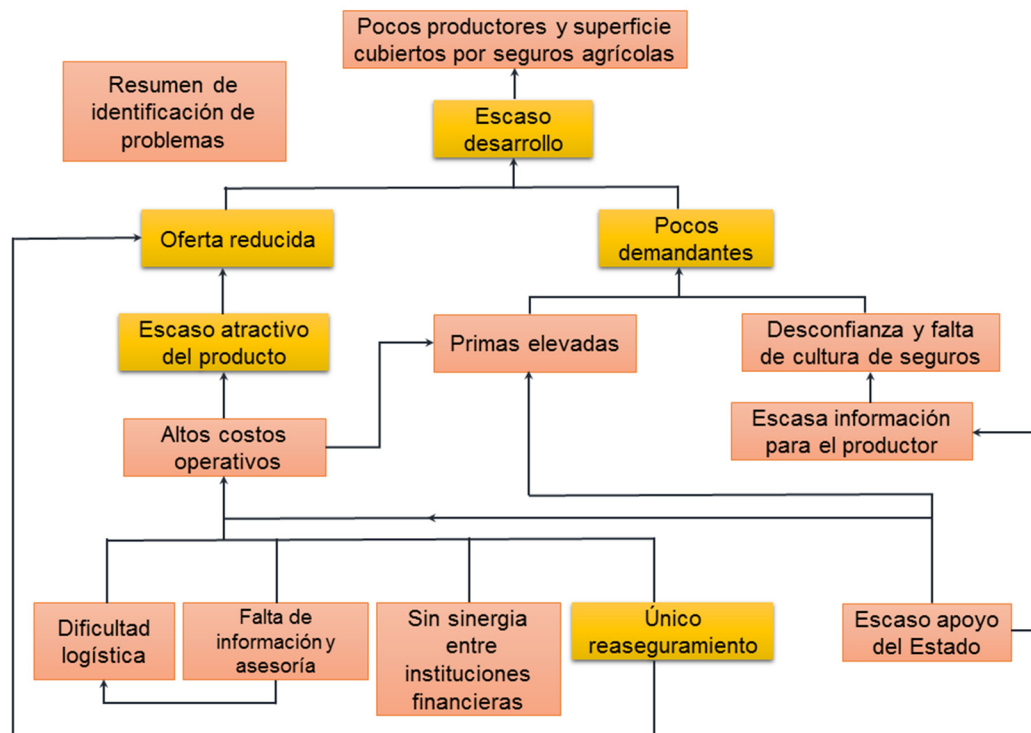 Pocos productores y superficie
cubiertos por seguros agrícolas
Resumen de
identificación de
problemas
Escaso
desarrollo
Oferta reducida
Pocos
demandantes
Escaso atractivo
del producto
Primas elevadas
Desconfianza y falta
de cultura de seguros
Altos costos
operativos
Escasa información
para el productor
Dificultad
logística
Falta de
información y
asesoría
Sin sinergia
entre
instituciones
financieras
Único
reaseguramiento
Escaso apoyo
del Estado